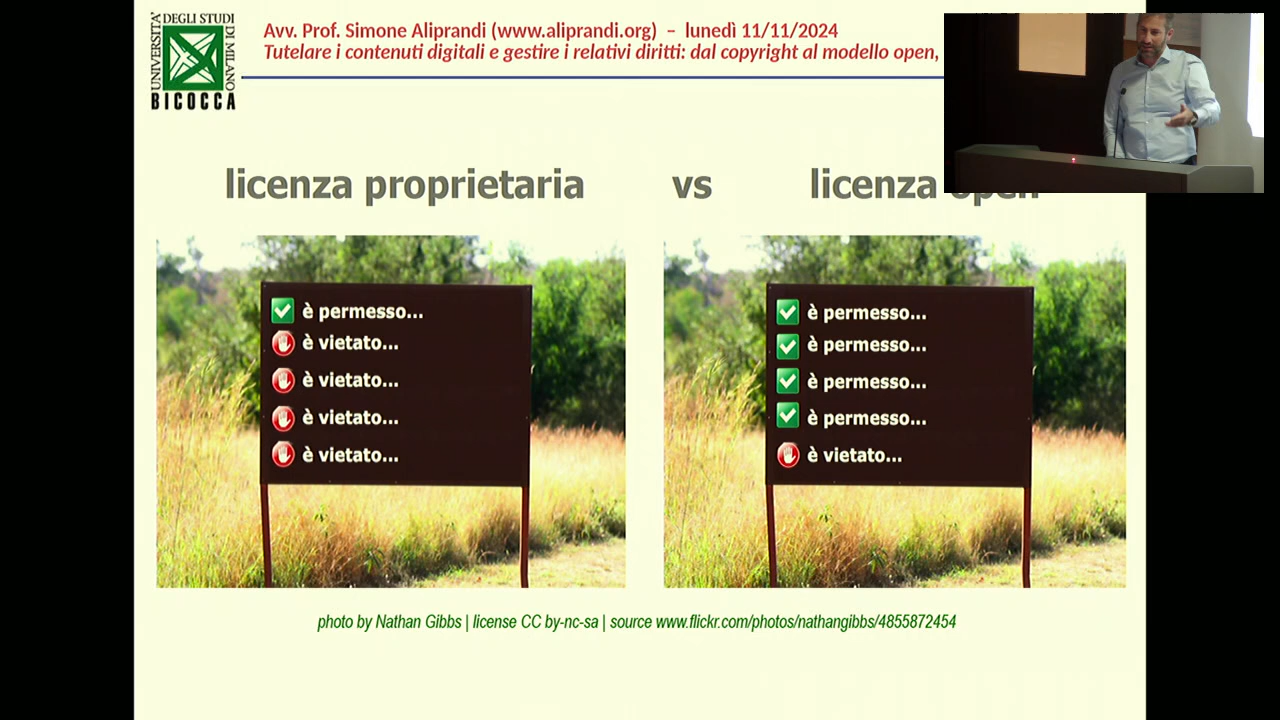 UNIVERSITA' DEGLI STUDI DI MILANO
BICOCCA
Avv. Prof. Simone Aliprandi (www.aliprandi.org) – lunedì 11/11/2024
Tutelare i contenuti digitali e gestire i relativi diritti: dal copyright al modello open,
licenza proprietaria vs licenza open
è permesso...
è vietato...
è vietato...
è vietato...
è vietato...
è permesso...
è permesso...
è permesso...
è permesso...
è vietato...
photo by Nathan Gibbs | license CC by-nc-sa | source www.flickr.com/photos/nathangibbs/4855872454